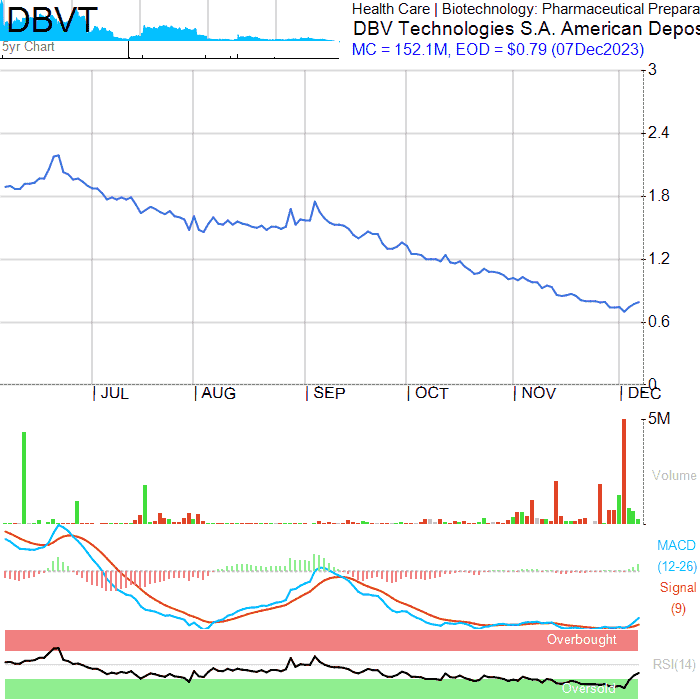 DBVT
5yr Chart
Health Care | Biotechnology: Pharmaceutical Prepara
DBV Technologies S.A. American Depos
MC = 152.1M, EOD = $0.79 (07Dec2023)
3
2.4
1.8
1.2
0.6
0
JUL AUG SEP OCT NOV DEC
5M
Volume
MACD
(12-26)
Signal
(9)
Overbought
RSI(14)
Oversold